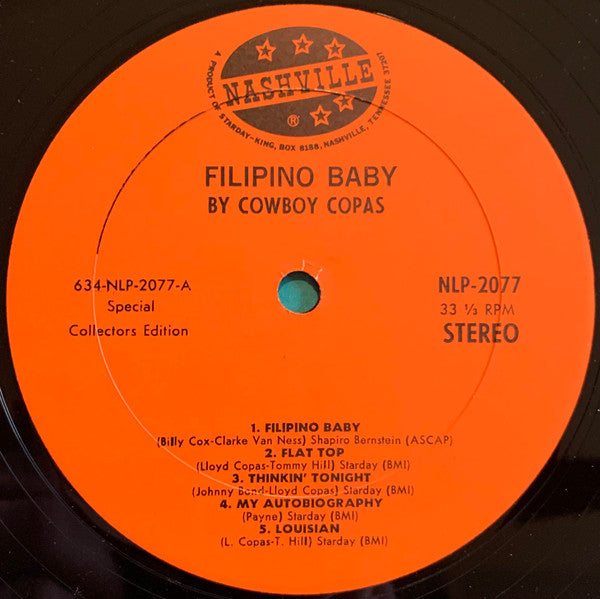 NASHVILLE
®
A PRODUCT OF STARDAY-KING, BOX 8188, NASHVILLE, TENNESSEE 37207
FILIPINO BABY
BY COWBOY COPAS
634-NLP-2077-A
Special
Collectors Edition
NLP-2077
33 ⅓ RPM
STEREO
1. FILIPINO BABY
(Billy Cox-Clarke Van Ness) Shapiro Bernstein (ASCAP)
2. FLAT TOP
(Lloyd Copas-Tommy Hill) Starday (BMI)
3. THINKIN' TONIGHT
(Johnny Bond-Lloyd Copas) Starday (BMI)
4. MY AUTOBIOGRAPHY
(Payne) Starday (BMI)
5. LOUISIAN
(L. Copas-T. Hill) Starday (BMI)